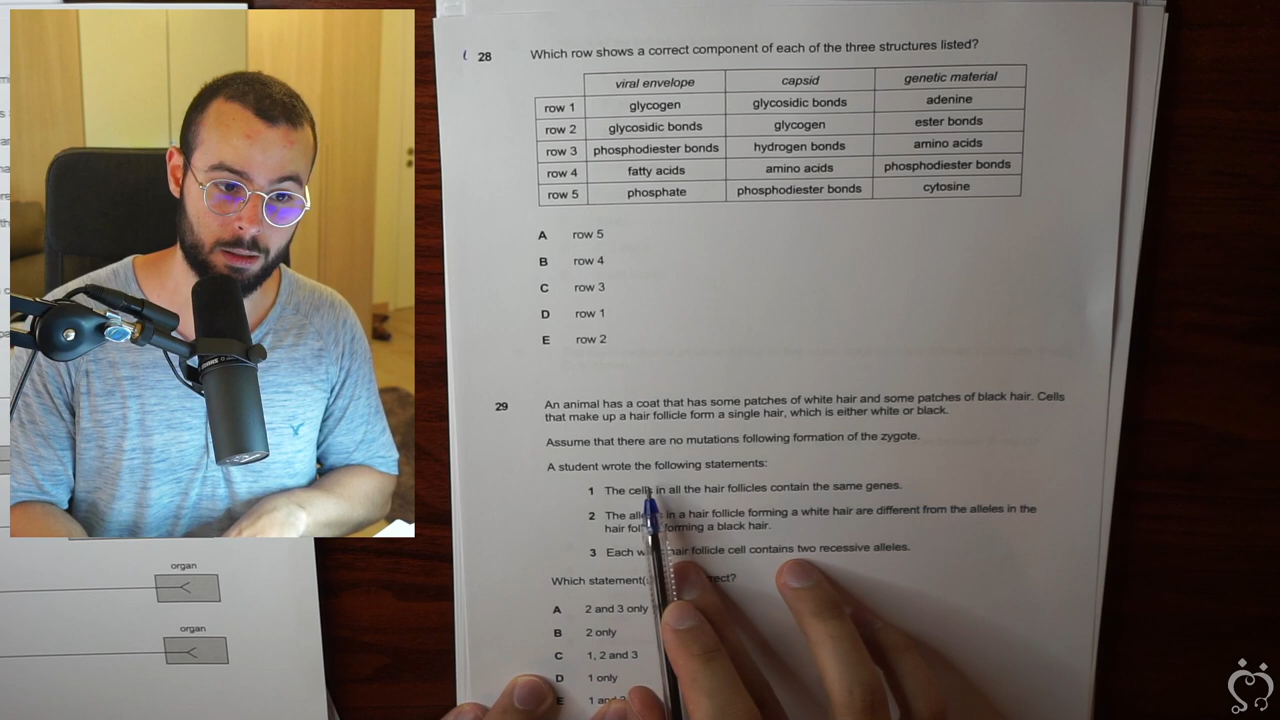 28 Which row shows a correct component of each of the three structures listed?
viral envelope capsid genetic material
row 1 glycogen glycosidic bonds adenine
row 2 glycosidic bonds glycogen ester bonds
row 3 phosphodiester bonds hydrogen bonds amino acids
row 4 fatty acids amino acids phosphodiester bonds
row 5 phosphate phosphodiester bonds cytosine
A row 5
B row 4
C row 3
D row 1
E row 2
29 An animal has a coat that has some patches of white hair and some patches of black hair. Cells
that make up a hair follicle form a single hair, which is either white or black.
Assume that there are no mutations following formation of the zygote.
A student wrote the following statements:
1 The cells in all the hair follicles contain the same genes.
2 The in a hair follicle forming a white hair are different from the alleles in the
hair forming a black hair.
3 Each hair follicle cell contains two recessive alleles.
Which
A 2 and 3 only
B 2 only
C 1, 2 and 3
D 1 only
E 1
organ
organ